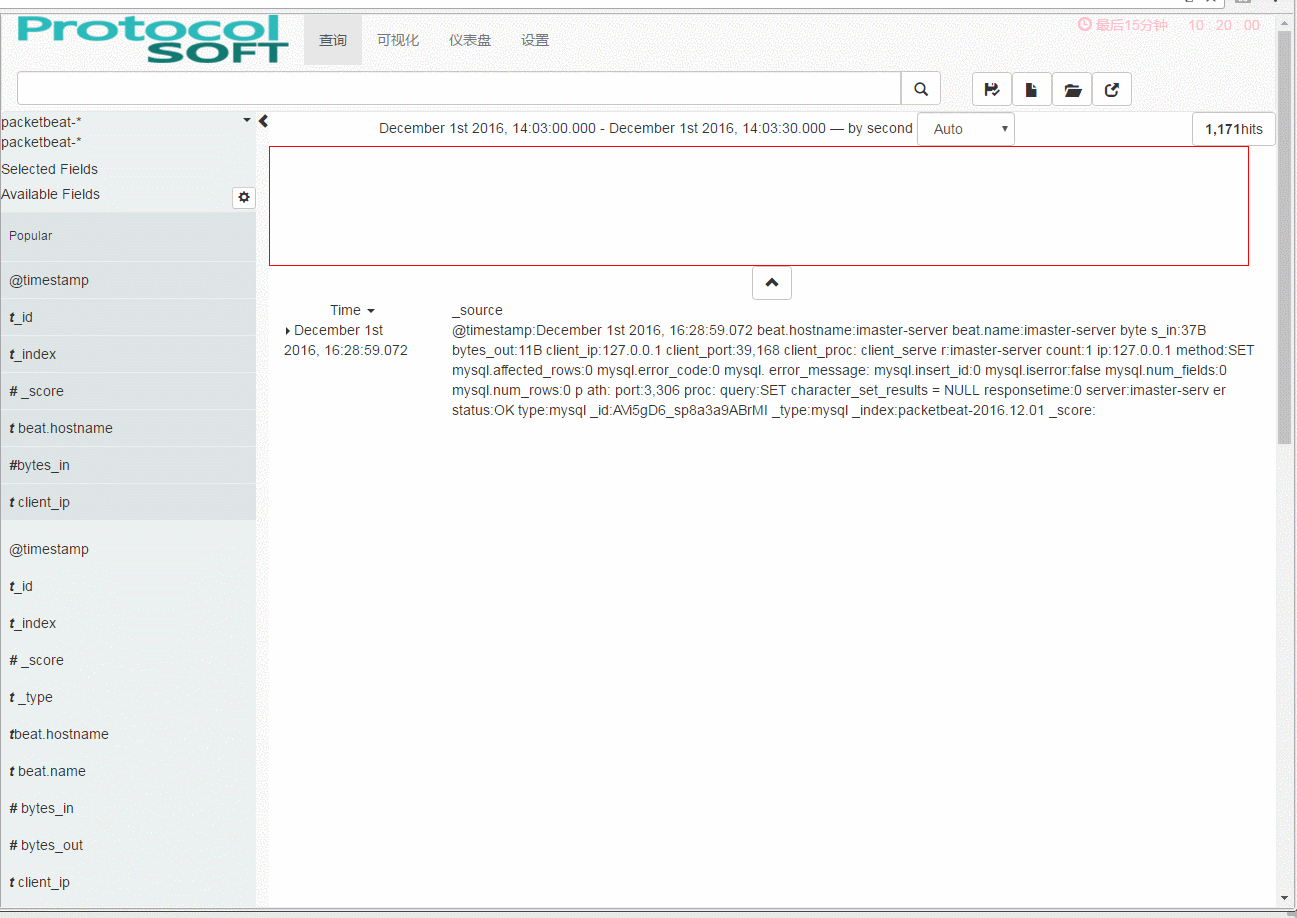 Protocol
SOFT
查询 可视化 仪表盘 设置
最后15分钟 10 : 20 : 00
packetbeat-*
packetbeat-*
Selected Fields
Available Fields
Popular
@timestamp
t_id
t_index
# _score
t beat.hostname
#bytes_in
t client_ip
@timestamp
t_id
t_index
# _score
t _type
tbeat.hostname
t beat.name
# bytes_in
# bytes_out
t client_ip
December 1st 2016, 14:03:00.000 - December 1st 2016, 14:03:30.000 — by second Auto
1,171hits
Time _source
December 1st
2016, 16:28:59.072
@timestamp:December 1st 2016, 16:28:59.072 beat.hostname:imaster-server beat.name:imaster-server byte s_in:37B
bytes_out:11B client_ip:127.0.0.1 client_port:39,168 client_proc: client_serve r:imaster-server count:1 ip:127.0.0.1 method:SET
mysql.affected_rows:0 mysql.error_code:0 mysql. error_message: mysql.insert_id:0 mysql.iserror:false mysql.num_fields:0
mysql.num_rows:0 p ath: port:3,306 proc: query:SET character_set_results = NULL responsetime:0 server:imaster-serv er
status:OK type:mysql _id:AVi5gD6_sp8a3a9ABrMI _type:mysql _index:packetbeat-2016.12.01 _score: